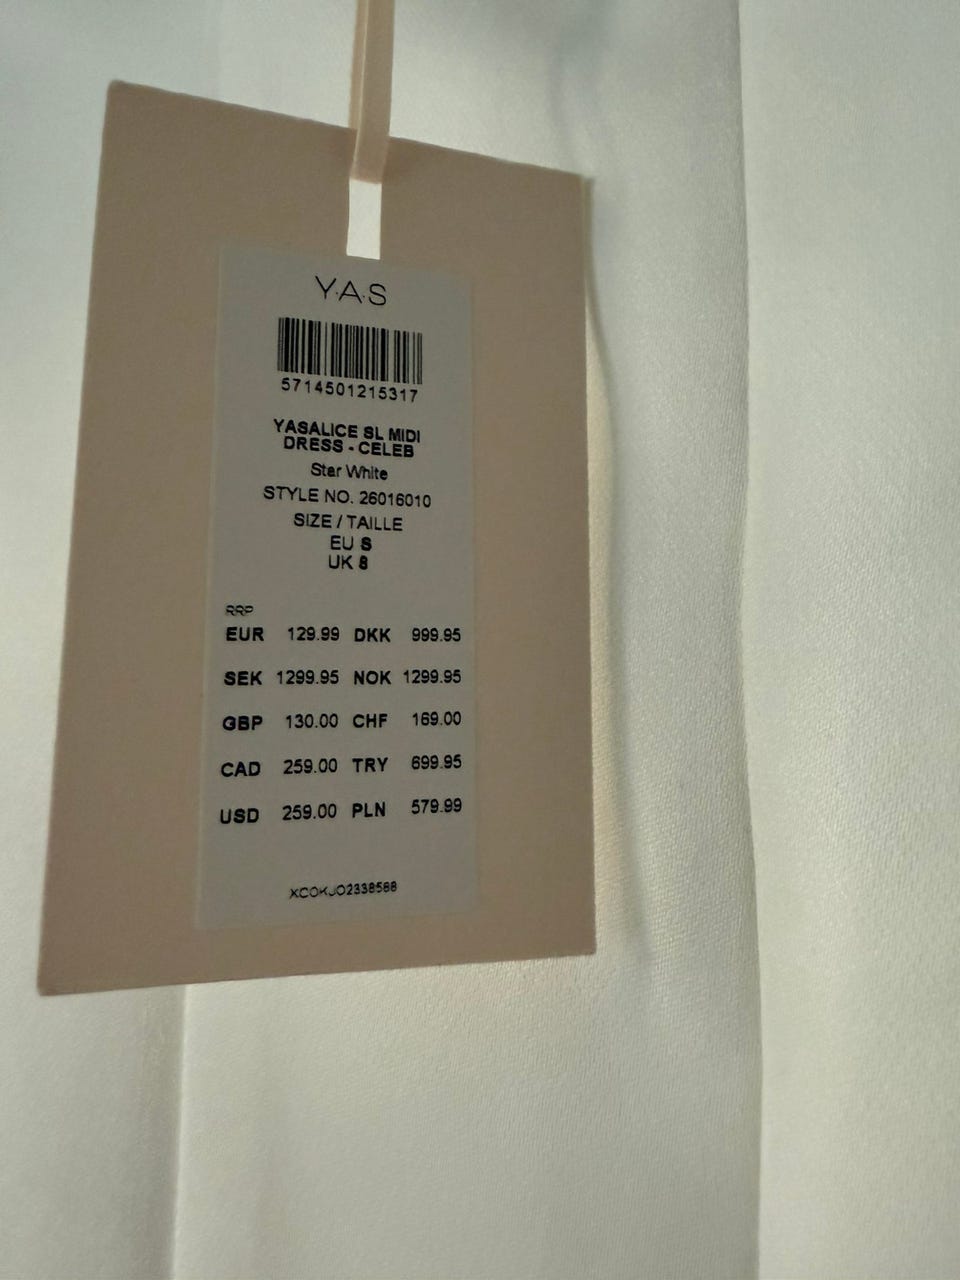 Y.A.S
5714501215317
YASALICE SL MIDI
DRESS - CELEB
Star White
STYLE NO. 26016010
SIZE / TAILLE
EU S
UK 8
RRP
EUR 129.99 DKK 999.95
SEK 1299.95 NOK 1299.95
GBP 130.00 CHF 169.00
CAD 259.00 TRY 699.95
USD 259.00 PLN 579.99
XCOKJO2338588